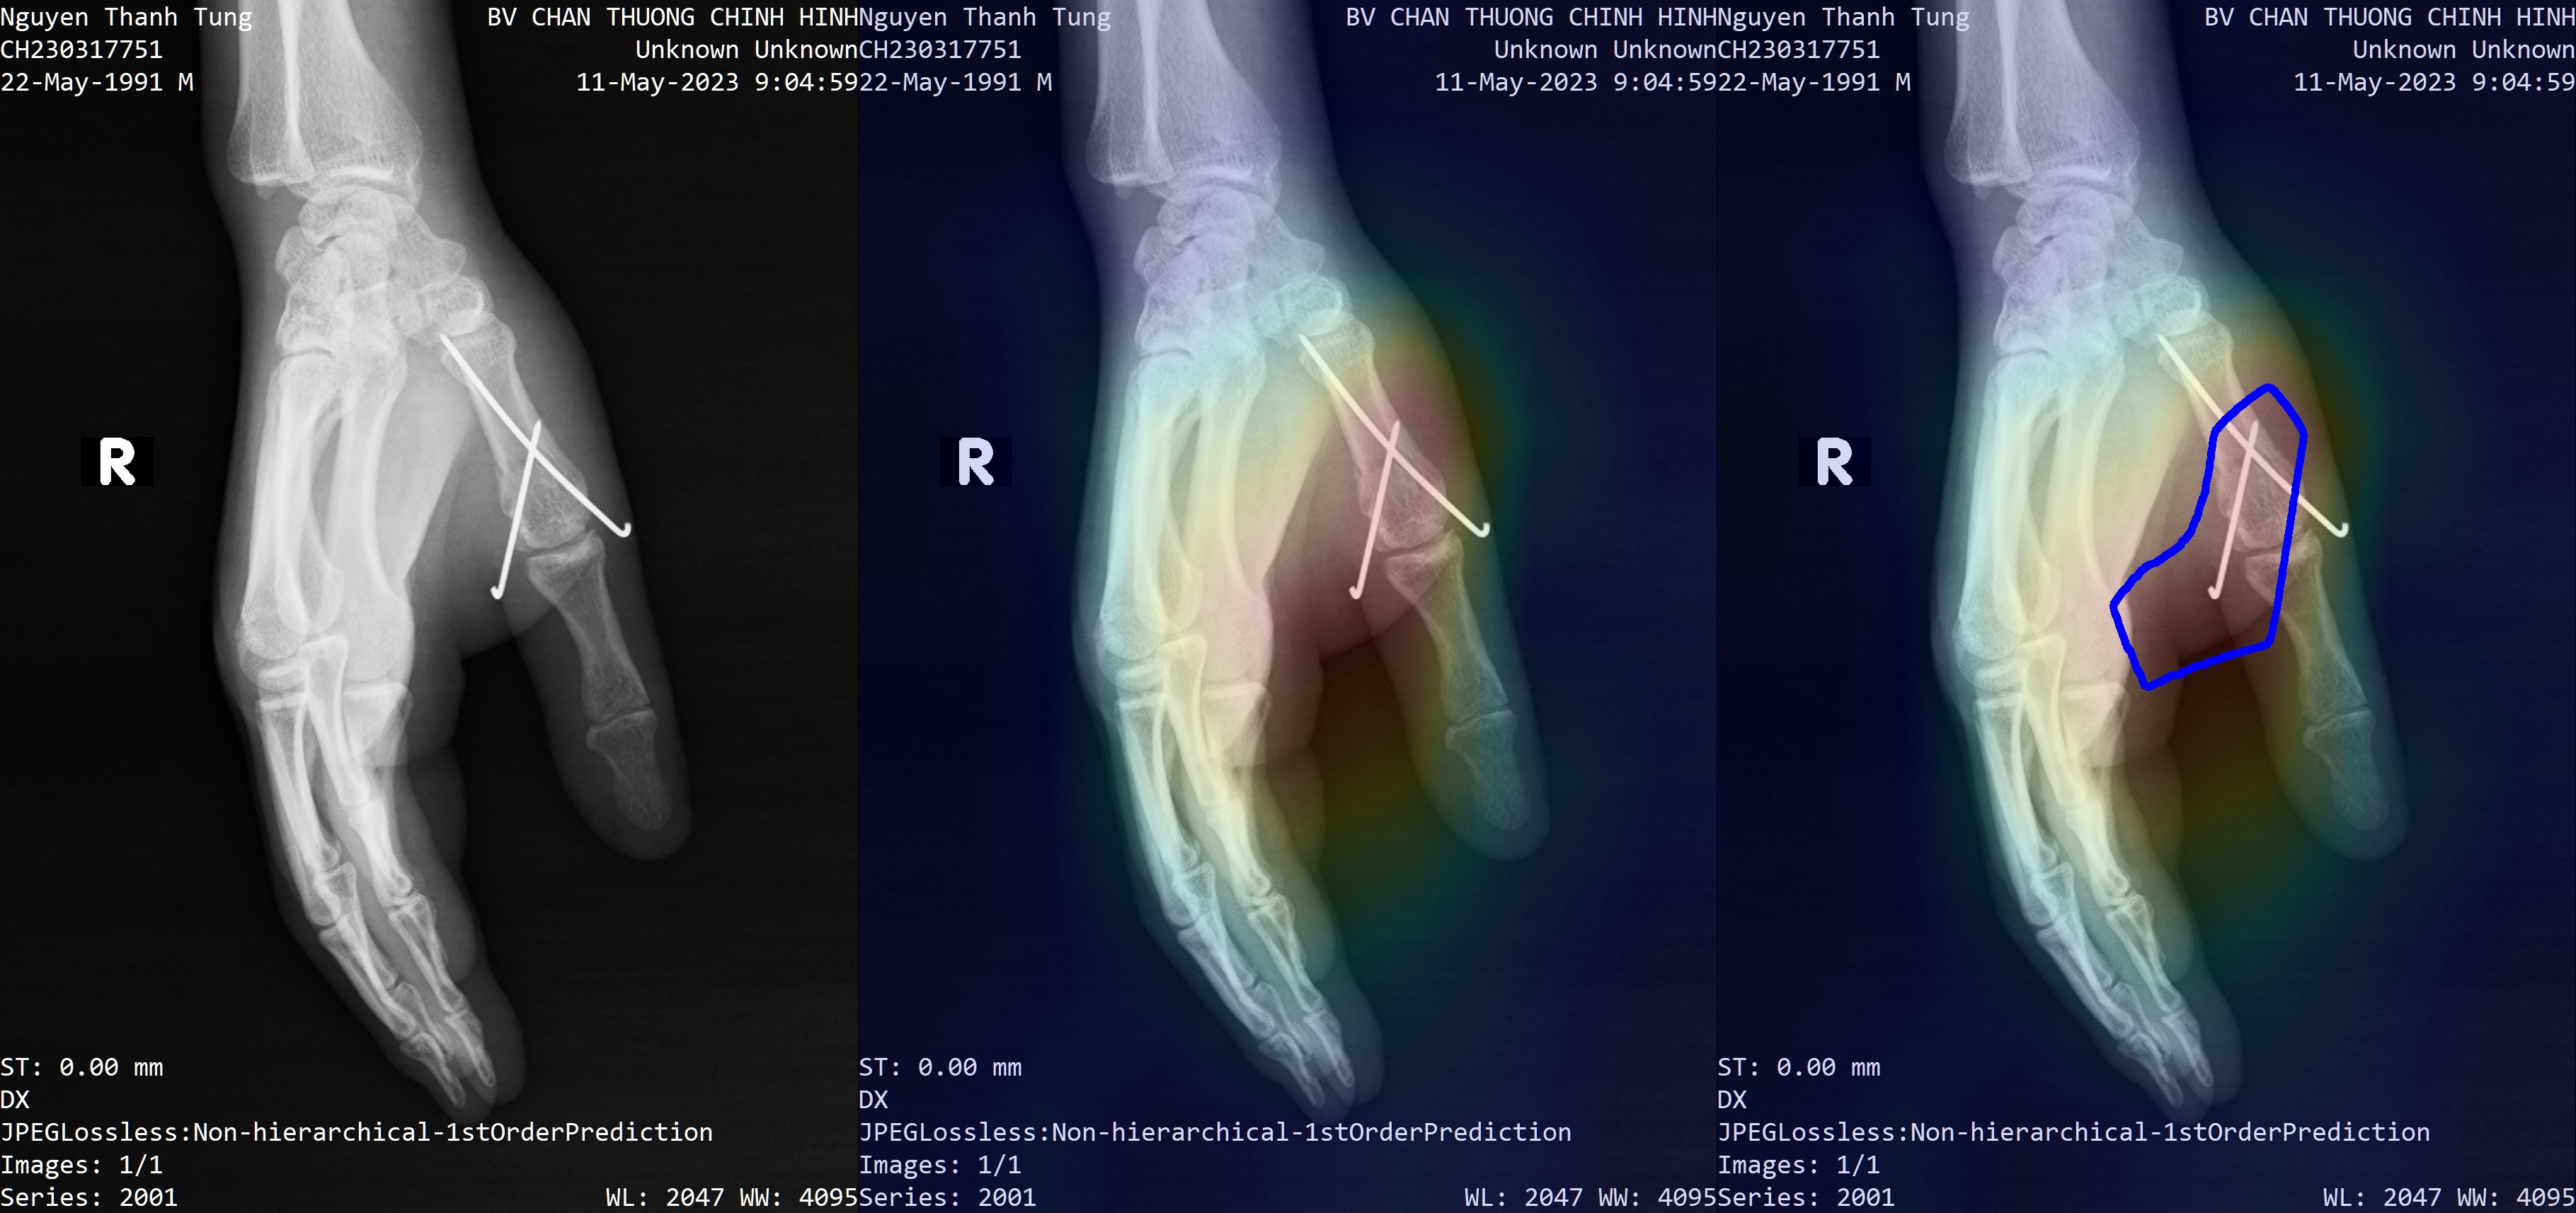 Nguyen Thanh Tung
CH230317751
22-May-1991 M
BV CHAN THUONG CHINH HINH
Unknown Unknown
11-May-2023 9:04:59
R
ST: 0.00 mm
DX
JPEGLossless:Non-hierarchical-1stOrderPrediction
Images: 1/1
Series: 2001
WL: 2047 WW: 4095
Nguyen Thanh Tung
CH230317751
22-May-1991 M
BV CHAN THUONG CHINH HINH
Unknown Unknown
11-May-2023 9:04:59
R
ST: 0.00 mm
DX
JPEGLossless:Non-hierarchical-1stOrderPrediction
Images: 1/1
Series: 2001
WL: 2047 WW: 4095
Nguyen Thanh Tung
CH230317751
22-May-1991 M
BV CHAN THUONG CHINH HINH
Unknown Unknown
11-May-2023 9:04:59
R
ST: 0.00 mm
DX
JPEGLossless:Non-hierarchical-1stOrderPrediction
Images: 1/1
Series: 2001
WL: 2047 WW: 4095